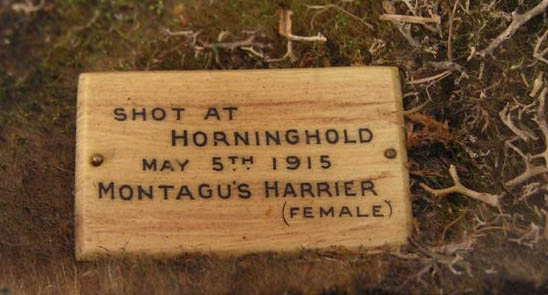 SHOT AT
HORNINGHOLD
MAY 5TH 1915
MONTAGU'S HARRIER
(FEMALE)